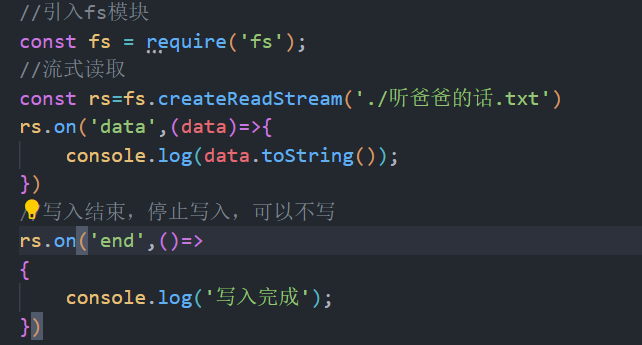 //引入fs模块
const fs = require('fs');
//流式读取
const rs=fs.createReadStream('./听爸爸的话.txt')
rs.on('data',(data)=>{
    console.log(data.toString());
})
/写入结束，停止写入，可以不写
rs.on('end',()=>
{
    console.log('写入完成');
})